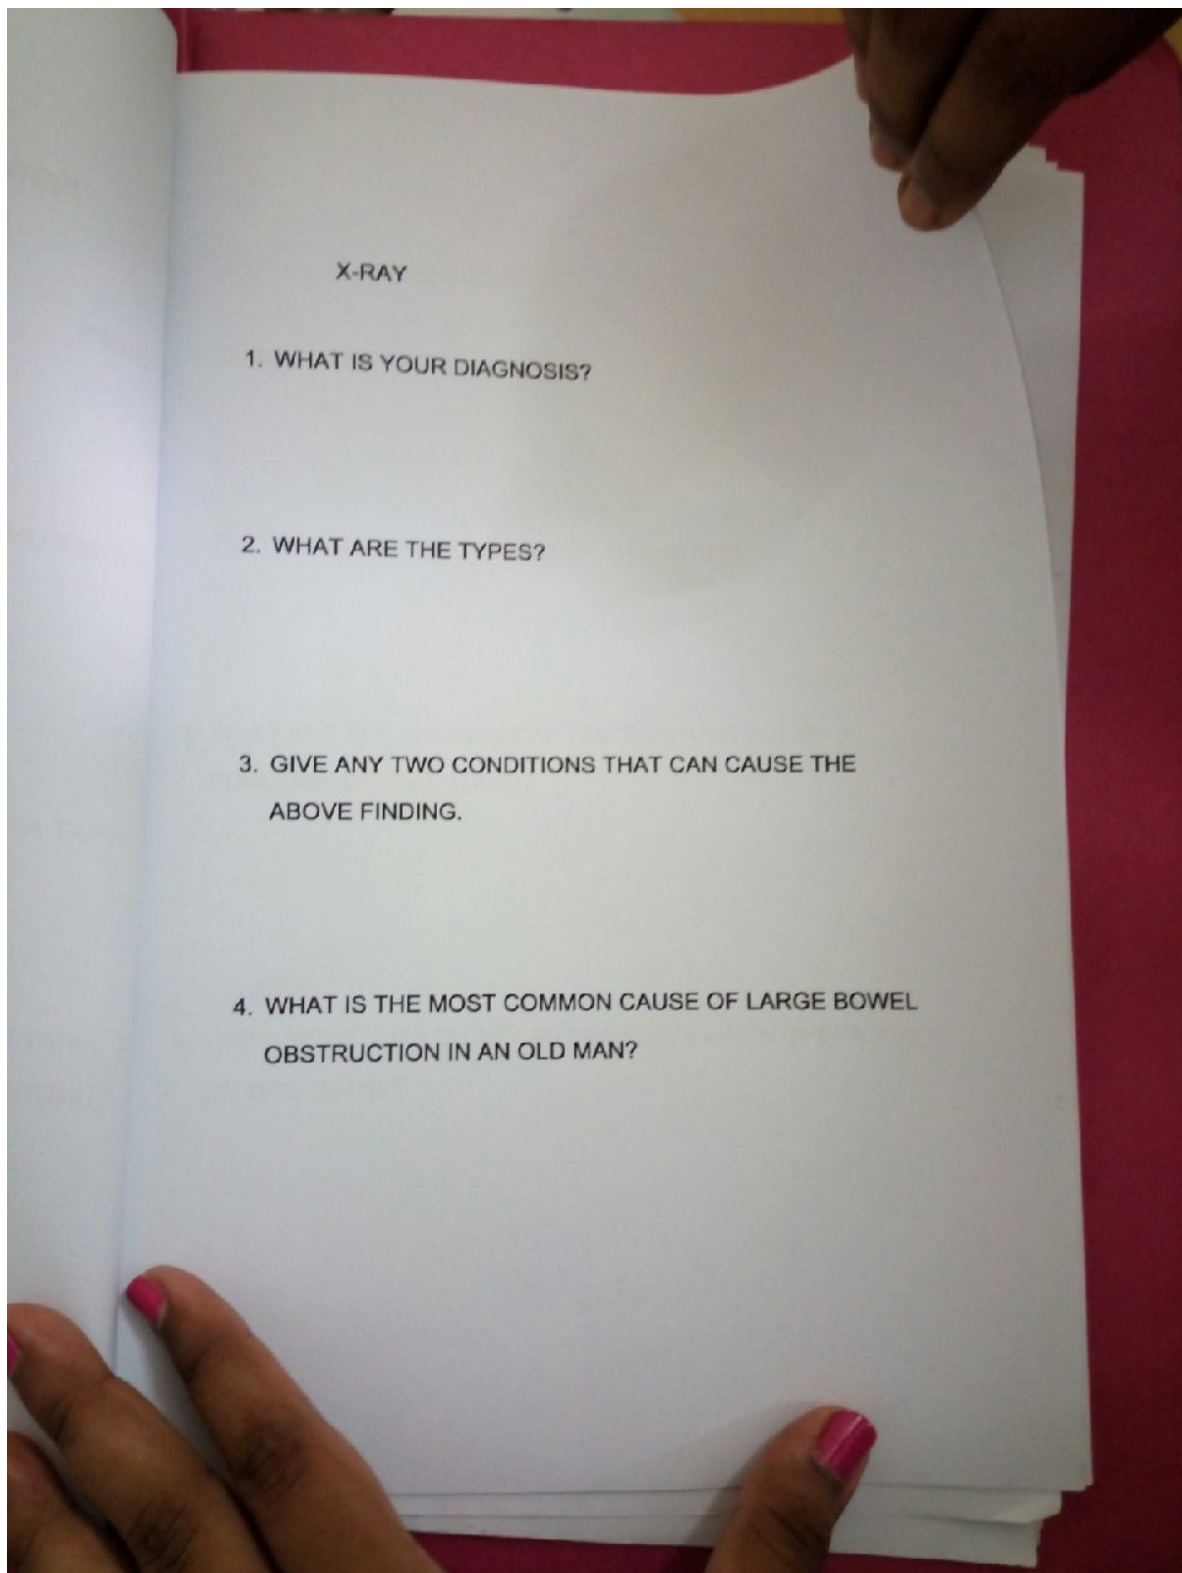 X-RAY
1. WHAT IS YOUR DIAGNOSIS?
2. WHAT ARE THE TYPES?
3. GIVE ANY TWO CONDITIONS THAT CAN CAUSE THE
ABOVE FINDING.
4. WHAT IS THE MOST COMMON CAUSE OF LARGE BOWEL
OBSTRUCTION IN AN OLD MAN?